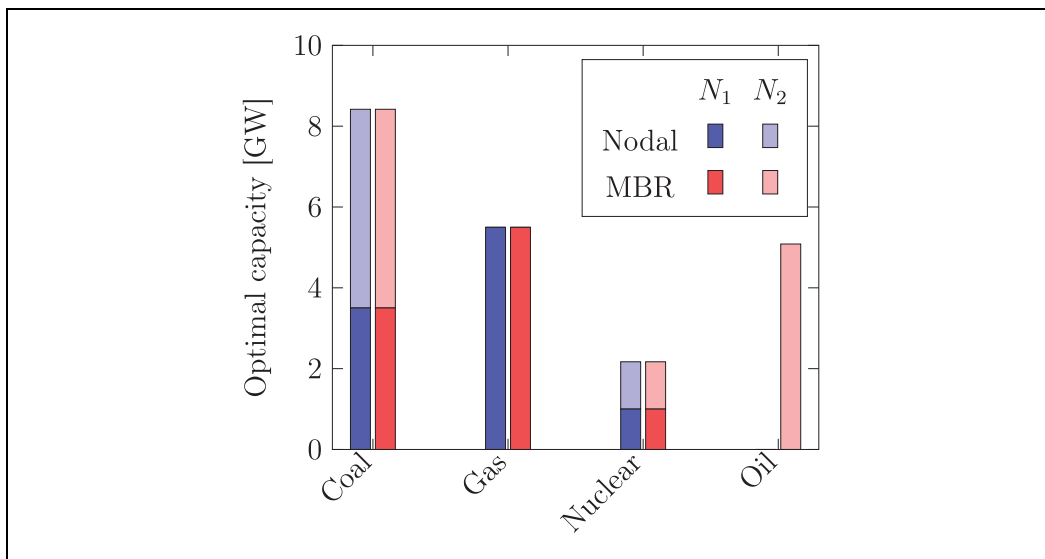 Optimal capacity [GW]
10
8
6
4
2
0
N₁ N₂
Nodal
MBR
Coal
Gas
Nuclear
Oil